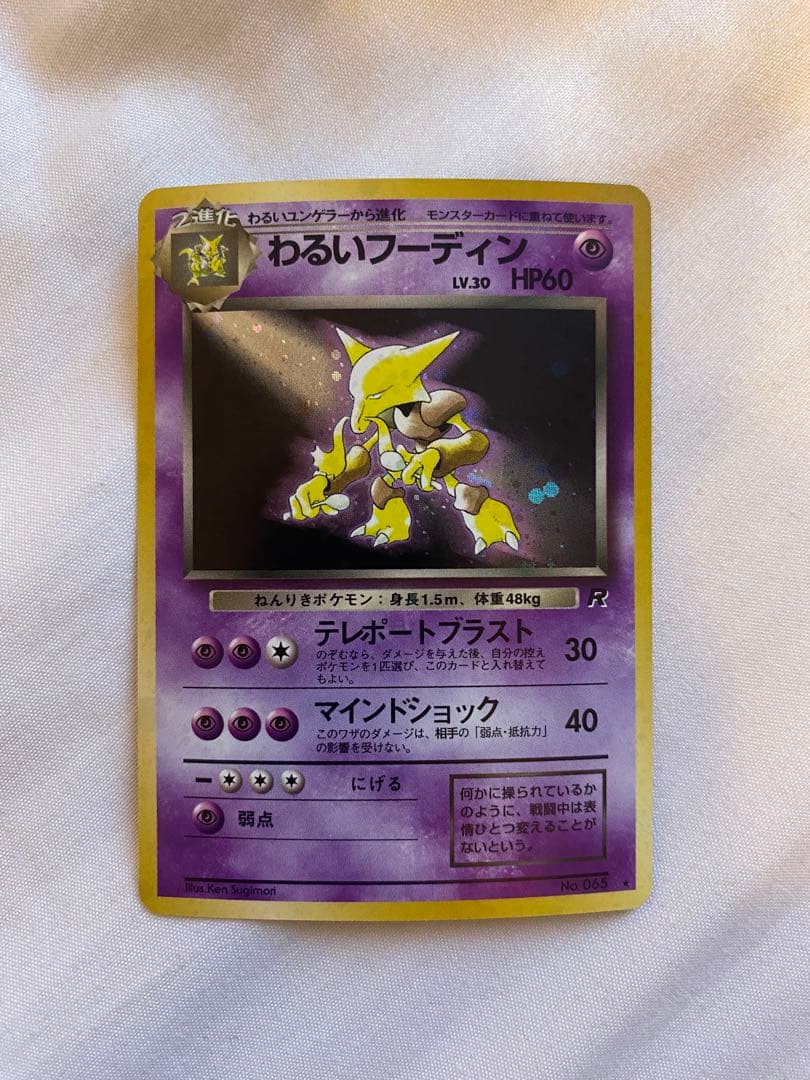 2進化 わるいユンゲラーから進化 モンスターカードに重ねて使います。
わるいフーディン
LV.30 HP60
ねんりきポケモン：身長1.5m、体重48kg R
テレポートブラスト 30
のぞむなら、ダメージを与えた後、自分の控え
ポケモンを1匹選び、このカードと入れ替えて
もよい。
マインドショック 40
このワザのダメージは、相手の「弱点・抵抗力」
の影響を受けない。
にげる
弱点
何かに操られているか
のように、戦闘中は表
情ひとつ変えることが
ないという。
Illus.Ken Sugimori No.065 ★